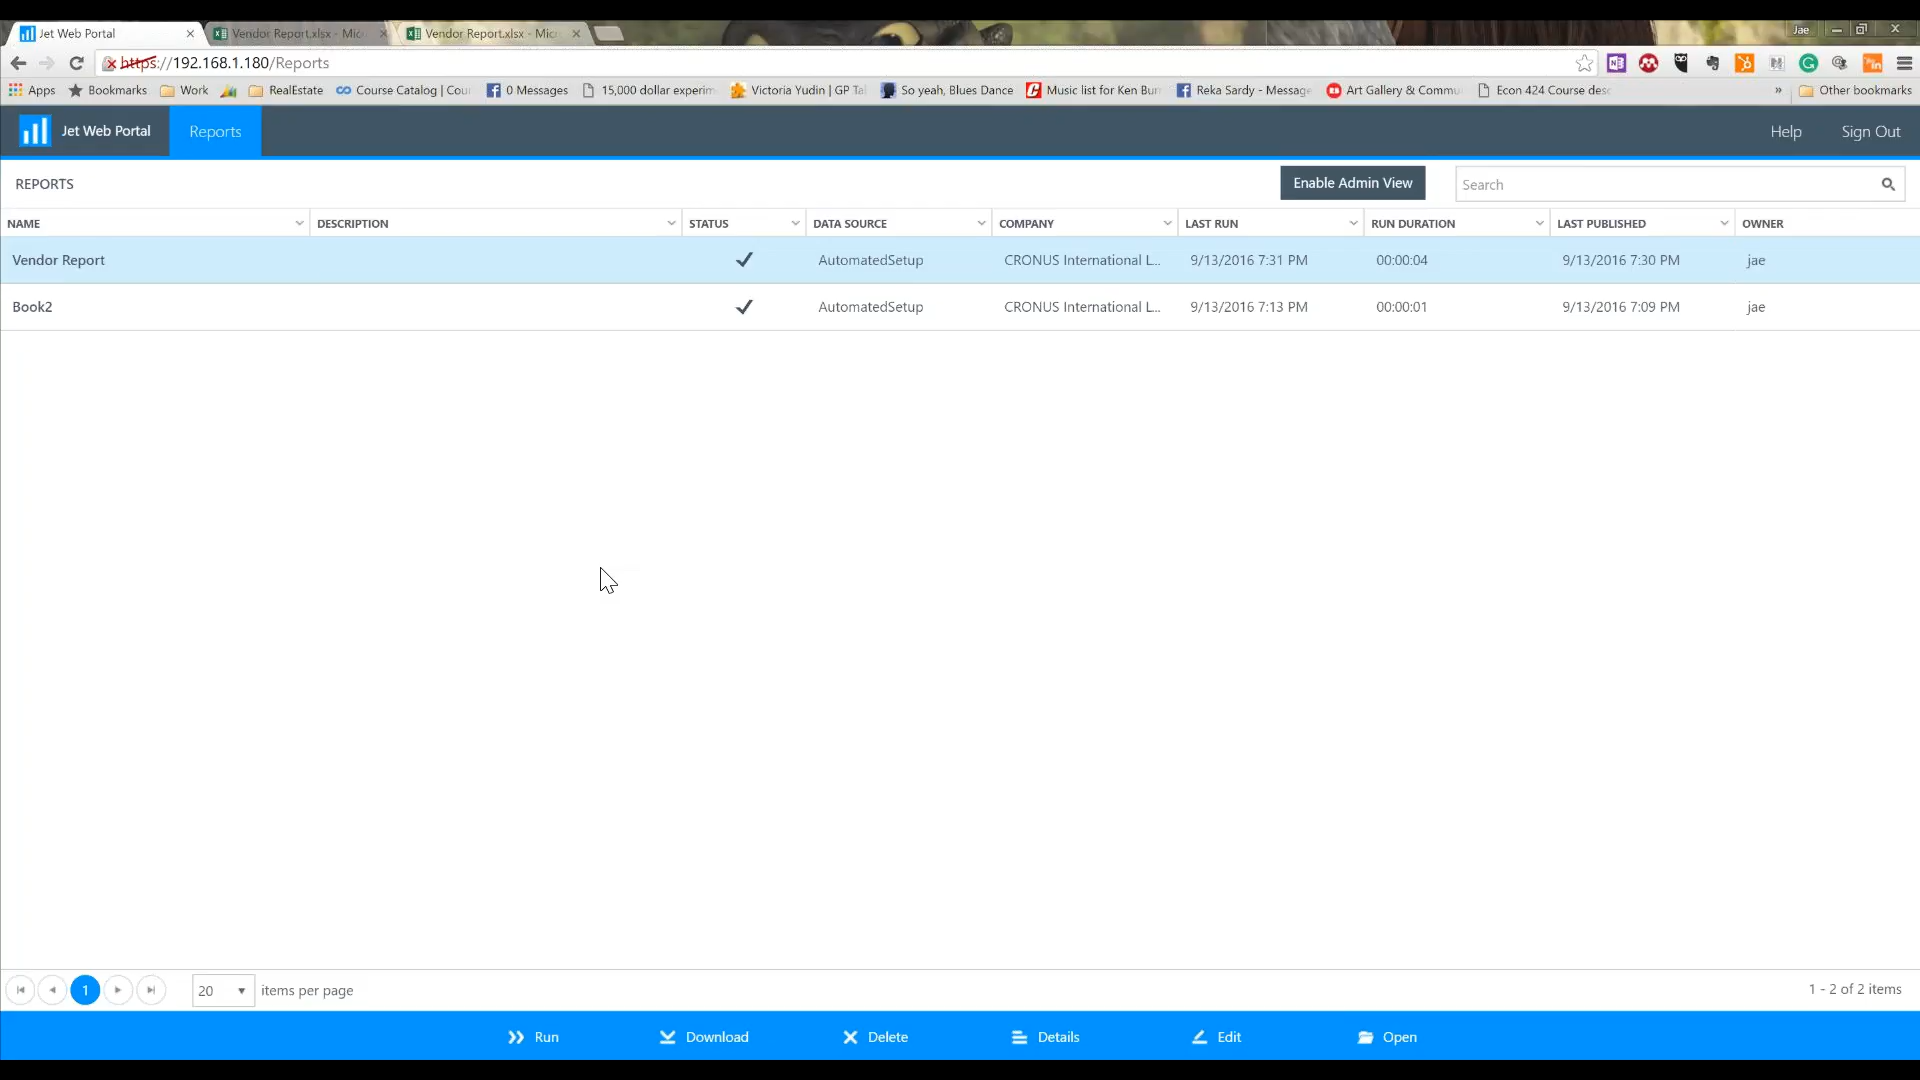 Jet Web Portal
Vendor Report.xlsx - Mic
Vendor Report.xlsx - Mic
Jae
https://192.168.1.180/Reports
Apps
Bookmarks
Work
RealEstate
Course Catalog | Cou
0 Messages
15,000 dollar experim
Victoria Yudin | GP Ta
So yeah, Blues Dance
Music list for Ken Bur
Reka Sardy - Message
Art Gallery & Commu
Econ 424 Course desc
»
Other bookmarks
Jet Web Portal
Reports
Help
Sign Out
REPORTS
Enable Admin View
Search
NAME DESCRIPTION STATUS DATA SOURCE COMPANY LAST RUN RUN DURATION LAST PUBLISHED OWNER
Vendor Report AutomatedSetup CRONUS International L... 9/13/2016 7:31 PM 00:00:04 9/13/2016 7:30 PM jae
Book2 AutomatedSetup CRONUS International L... 9/13/2016 7:13 PM 00:00:01 9/13/2016 7:09 PM jae
1
20
items per page
1 - 2 of 2 items
Run
Download
Delete
Details
Edit
Open